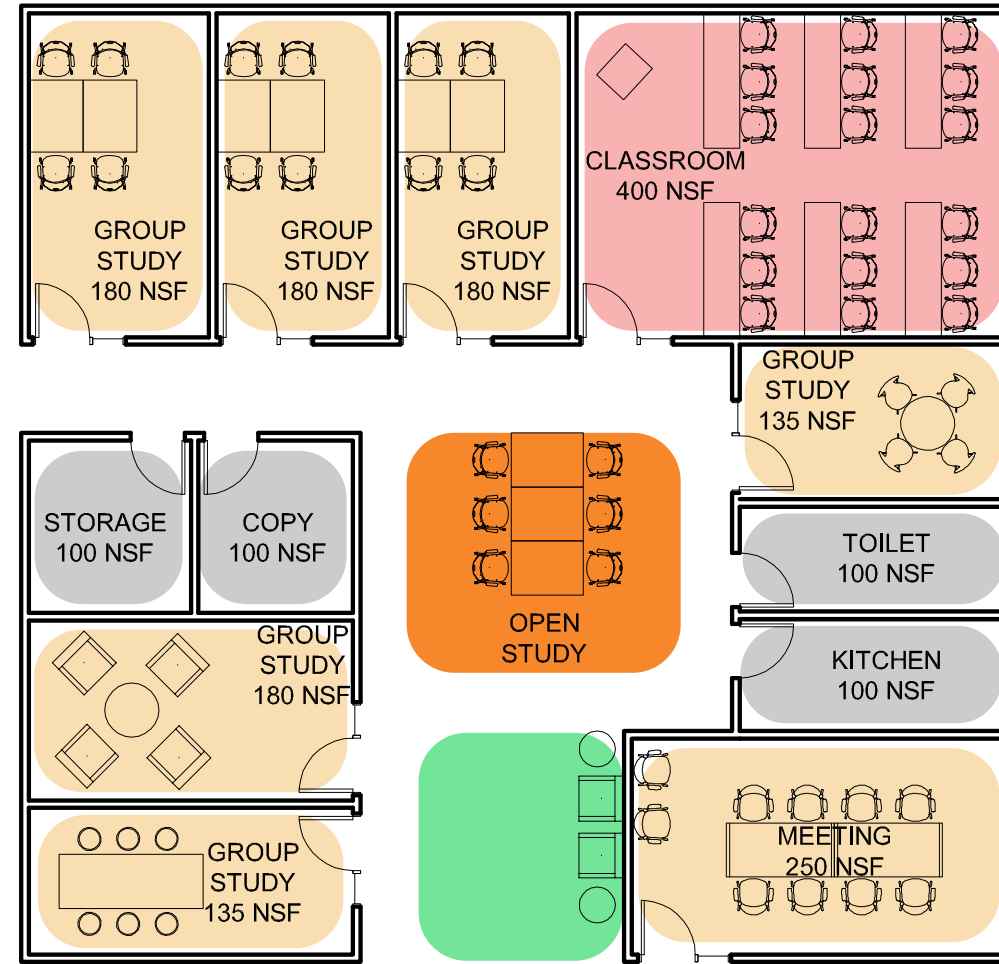 GROUP
STUDY
180 NSF
GROUP
STUDY
180 NSF
GROUP
STUDY
180 NSF
CLASSROOM
400 NSF
GROUP
STUDY
135 NSF
STORAGE
100 NSF
COPY
100 NSF
TOILET
100 NSF
OPEN
STUDY
GROUP
STUDY
180 NSF
KITCHEN
100 NSF
GROUP
STUDY
135 NSF
MEETING
250 NSF